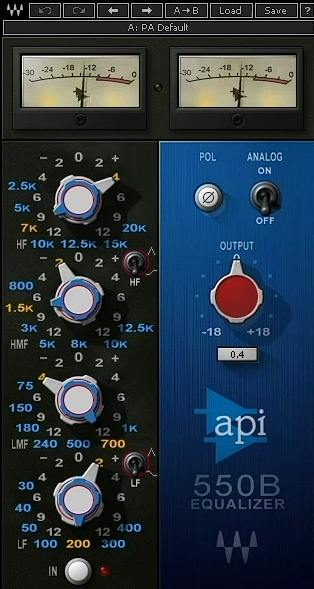 A→B Load Save ?
A: PA Default
-30 -24 -18 -12 -6 0
-30 -24 -18 -12 -6 0
- 2 0 2 +
4 4
6 6
9 9
12 12
2.5K
5K
7K
HF 10K 12.5K 15K
20K
HF
- 2 0 2 +
4 4
6 6
9 9
12 12
800
1.5K
3K
HMF 5K 8K 10K
12.5K
- 2 0 2 +
4 4
6 6
9 9
12 12
75
150
180
LMF 240 500 700
1K
LF
- 2 0 2 +
4 4
6 6
9 9
12 12
30
40
50
LF 100 200 300
400
IN
POL ANALOG
ON
OFF
OUTPUT
0
-18 +18
0.4
api
550B
EQUALIZER